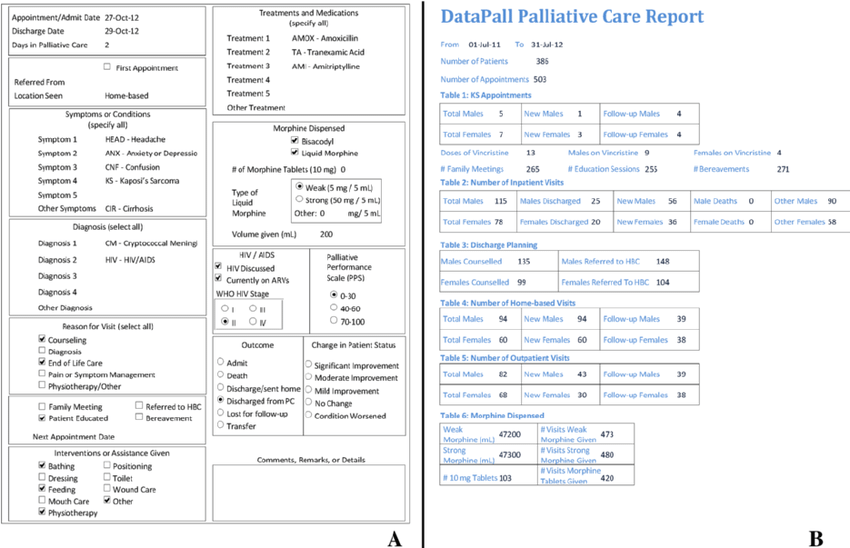 Appointment/Admit Date 27-Oct-12
Discharge Date 29-Oct-12
Days in Palliative Care 2
First Appointment
Referred From
Location Seen Home-based
Symptoms or Conditions
(specify all)
Symptom 1 HEAD - Headache
Symptom 2 ANX - Anxiety or Depressio
Symptom 3 CNF - Confusion
Symptom 4 KS - Kaposi's Sarcoma
Symptom 5
Other Symptoms CIR - Cirrhosis
Diagnosis (select all)
Diagnosis 1 CM - Cryptococcal Meningi
Diagnosis 2 HIV - HIV/AIDS
Diagnosis 3
Diagnosis 4
Other Diagnosis
Reason for Visit (select all)
Counseling
Diagnosis
End of Life Care
Pain or Symptom Management
Physiotherapy/Other
Family Meeting Referred to HBC
Patient Educated Bereavement
Next Appointment Date
Interventions or Assistance Given
Bathing Positioning
Dressing Toilet
Feeding Wound Care
Mouth Care Other
Physiotherapy
Treatments and Medications
(specify all)
Treatment 1 AMOX - Amoxicillin
Treatment 2 TA - Tranexamic Acid
Treatment 3 AMI - Amitriptylline
Treatment 4
Treatment 5
Other Treatment
Morphine Dispensed
Bisacodyl
Liquid Morphine
# of Morphine Tablets (10 mg) 0
Type of Liquid Morphine
Weak (5 mg / 5 mL)
Strong (50 mg / 5 mL)
Other: 0 mg/ 5 mL
Volume given (mL) 200
HIV / AIDS
HIV Discussed
Currently on ARVs
WHO HIV Stage
I III
II IV
Palliative
Performance
Scale (PPS)
0-30
40-60
70-100
Outcome
Admit
Death
Discharge/sent home
Discharged from PC
Lost for follow-up
Transfer
Change in Patient Status
Significant Improvement
Moderate Improvement
Mild Improvement
No Change
Condition Worsened
Comments, Remarks, or Details
A
DataPall Palliative Care Report
From 01-Jul-11 To 31-Jul-12
Number of Patients 386
Number of Appointments 503
Table 1: KS Appointments
Total Males 5 New Males 1 Follow-up Males 4
Total Females 7 New Females 3 Follow-up Females 4
Doses of Vincristine 13 Males on Vincristine 9 Females on Vincristine 4
# Family Meetings 265 # Education Sessions 255 # Bereavements 271
Table 2: Number of Inpatient Visits
Total Males 115 Males Discharged 25 New Males 56 Male Deaths 0 Other Males 90
Total Females 78 Females Discharged 20 New Females 36 Female Deaths 0 Other Females 58
Table 3: Discharge Planning
Males Counselled 135 Males Referred to HBC 148
Females Counselled 99 Females Referred To HBC 104
Table 4: Number of Home-based Visits
Total Males 94 New Males 94 Follow-up Males 39
Total Females 60 New Females 60 Follow-up Females 38
Table 5: Number of Outpatient Visits
Total Males 82 New Males 43 Follow-up Males 39
Total Females 68 New Females 30 Follow-up Females 38
Table 6: Morphine Dispensed
Weak Morphine (mL) 47200 # Visits Weak Morphine Given 473
Strong Morphine (mL) 47300 # Visits Strong Morphine Given 480
# 10 mg Tablets 103 # Visits Morphine Tablets Given 420
B